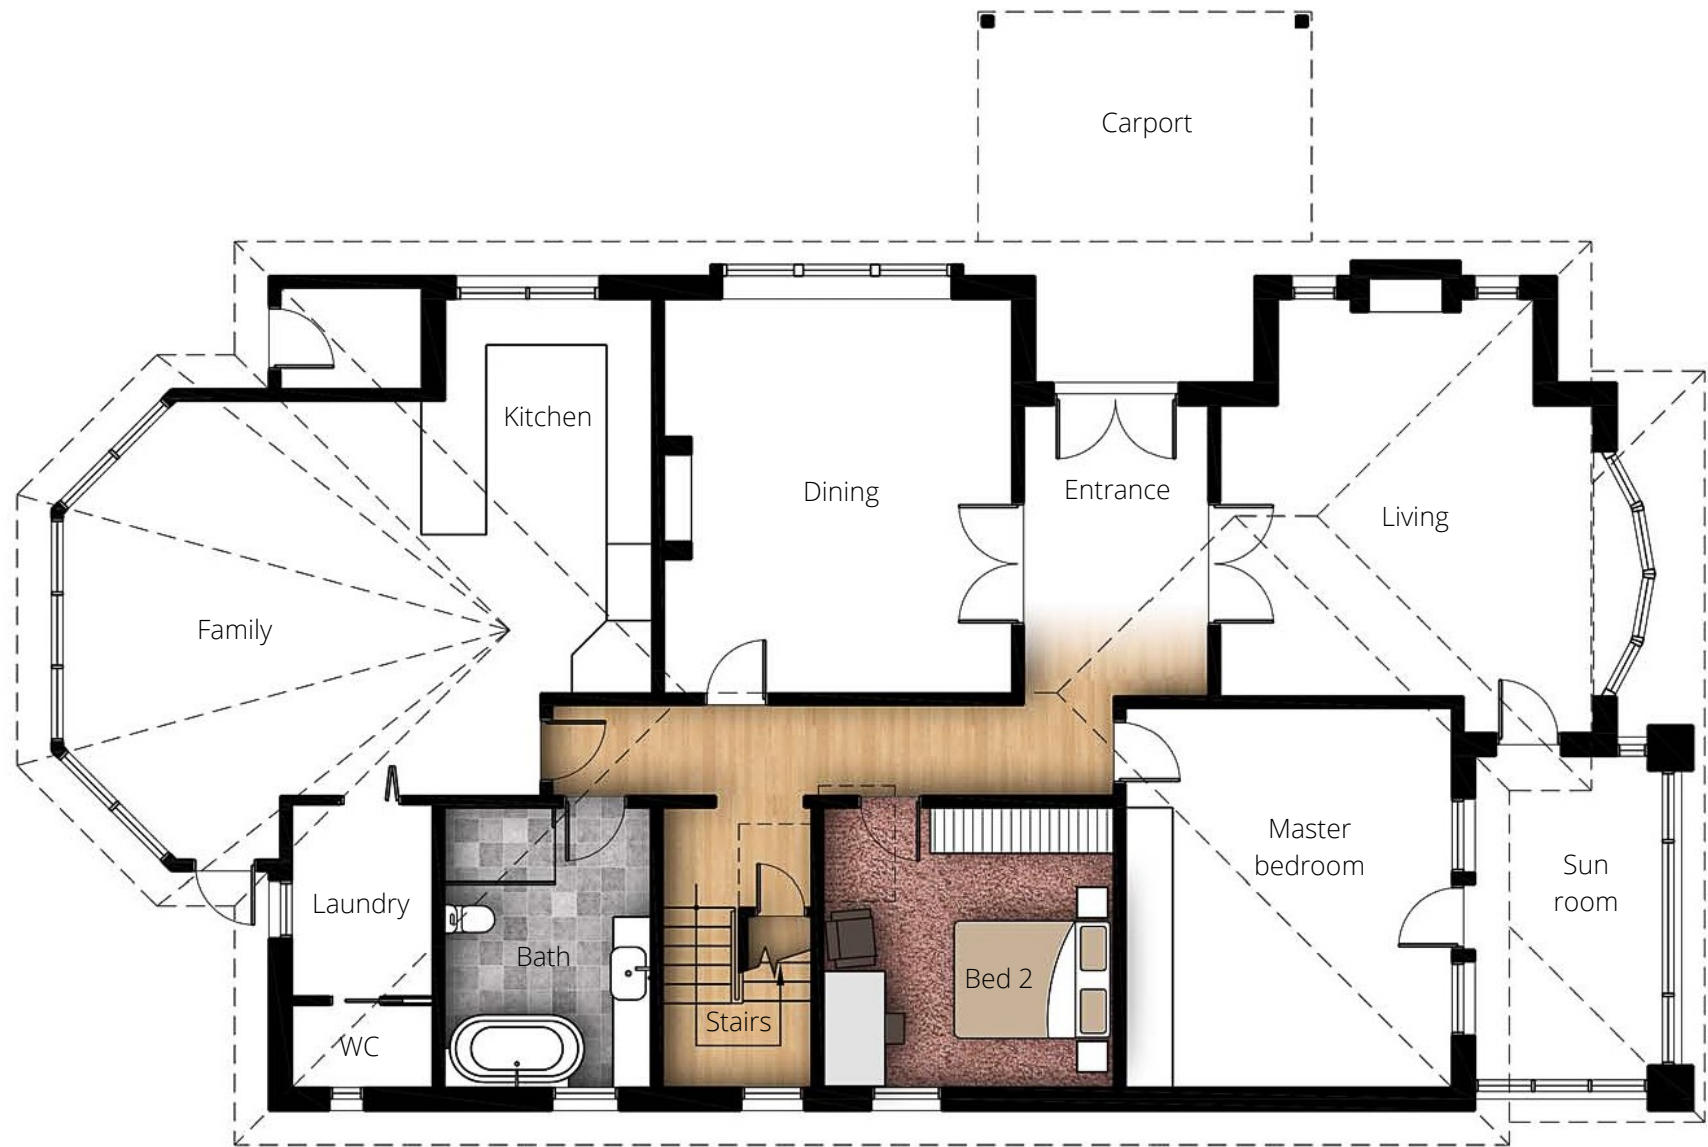 Carport
Kitchen
Dining
Entrance
Living
Family
Master
bedroom
Sun
room
Laundry
Bath
Bed 2
Stairs
WC